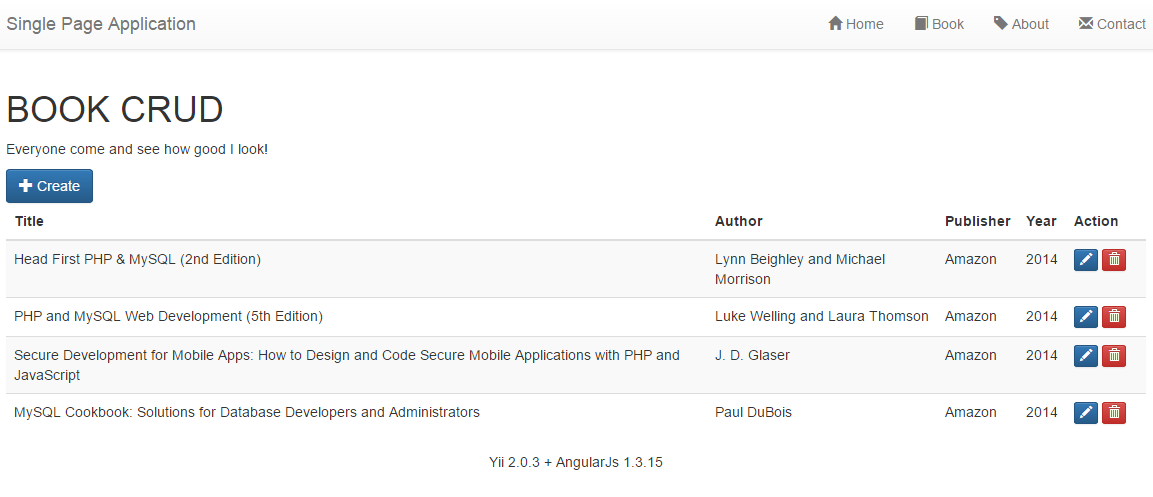 Single Page Application Home Book About Contact
BOOK CRUD
Everyone come and see how good I look!
Create
Title Author Publisher Year Action
Head First PHP & MySQL (2nd Edition) Lynn Beighley and Michael Amazon 2014
Morrison
PHP and MySQL Web Development (5th Edition) Luke Welling and Laura Thomson Amazon 2014
Secure Development for Mobile Apps: How to Design and Code Secure Mobile Applications with PHP and J. D. Glaser Amazon 2014
JavaScript
MySQL Cookbook: Solutions for Database Developers and Administrators Paul DuBois Amazon 2014
Yii 2.0.3 + AngularJs 1.3.15